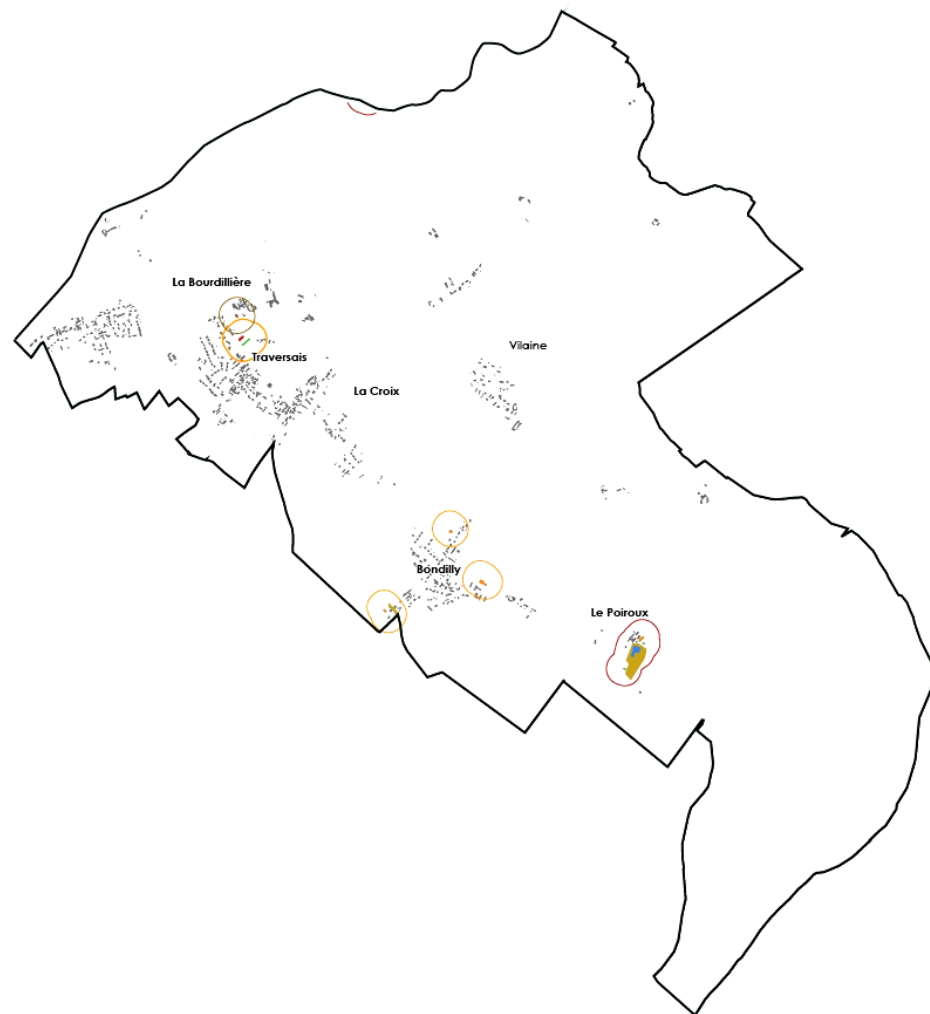 La Bourdillière
Vilaine
Traversais
La Croix
Bondilly
Le Poiroux